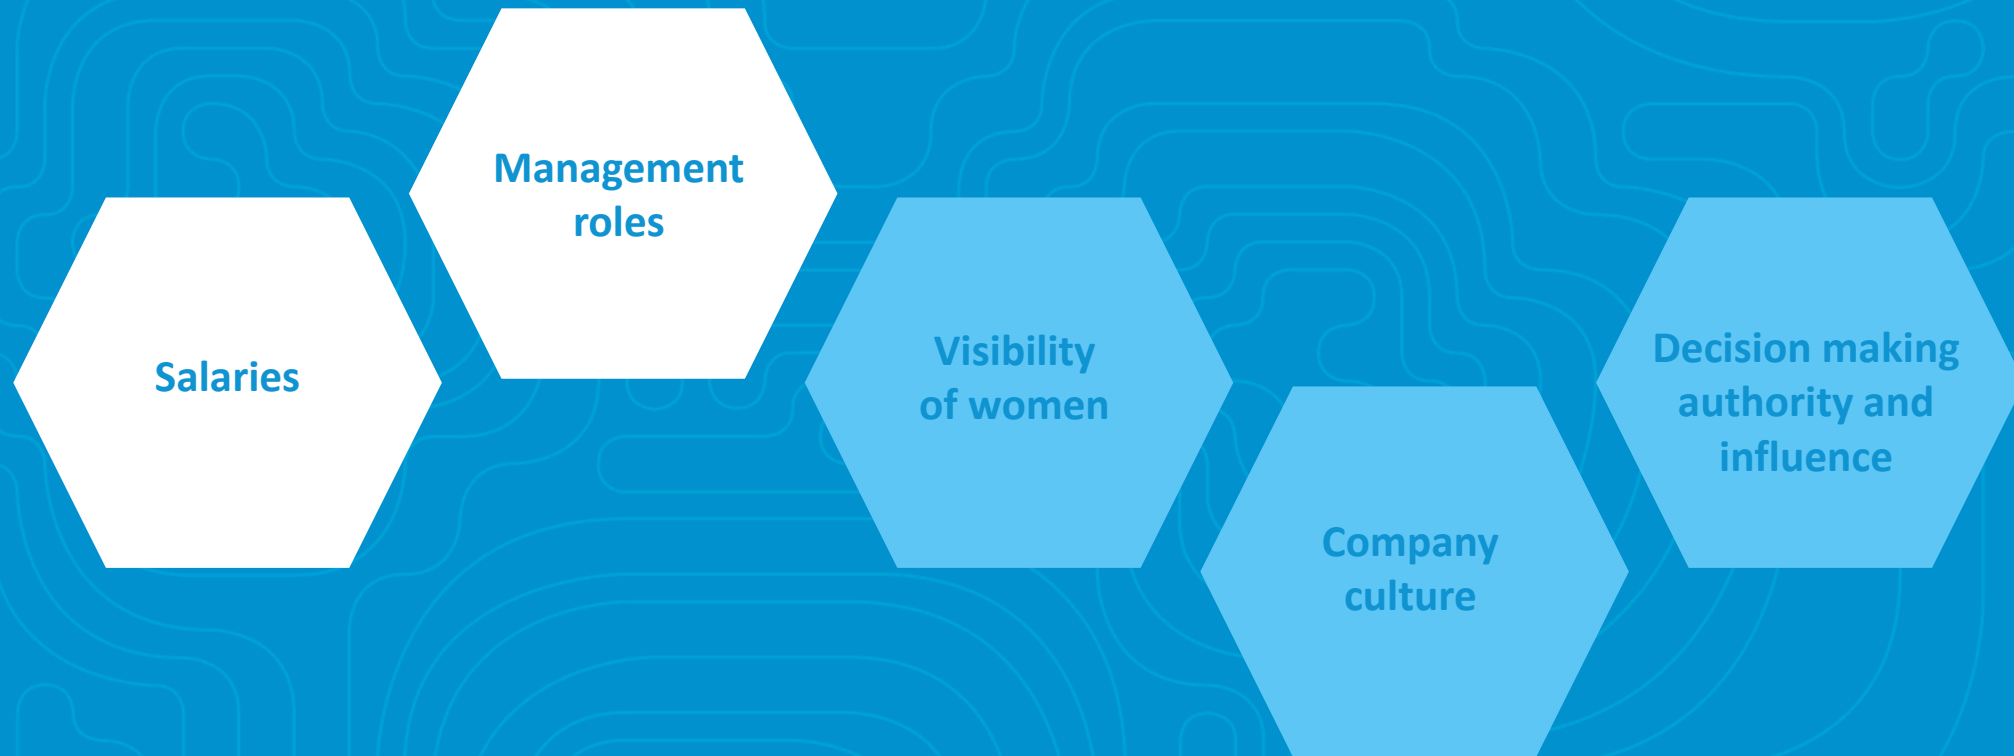 Salaries
Management
roles
Visibility
of women
Company
culture
Decision making
authority and
influence